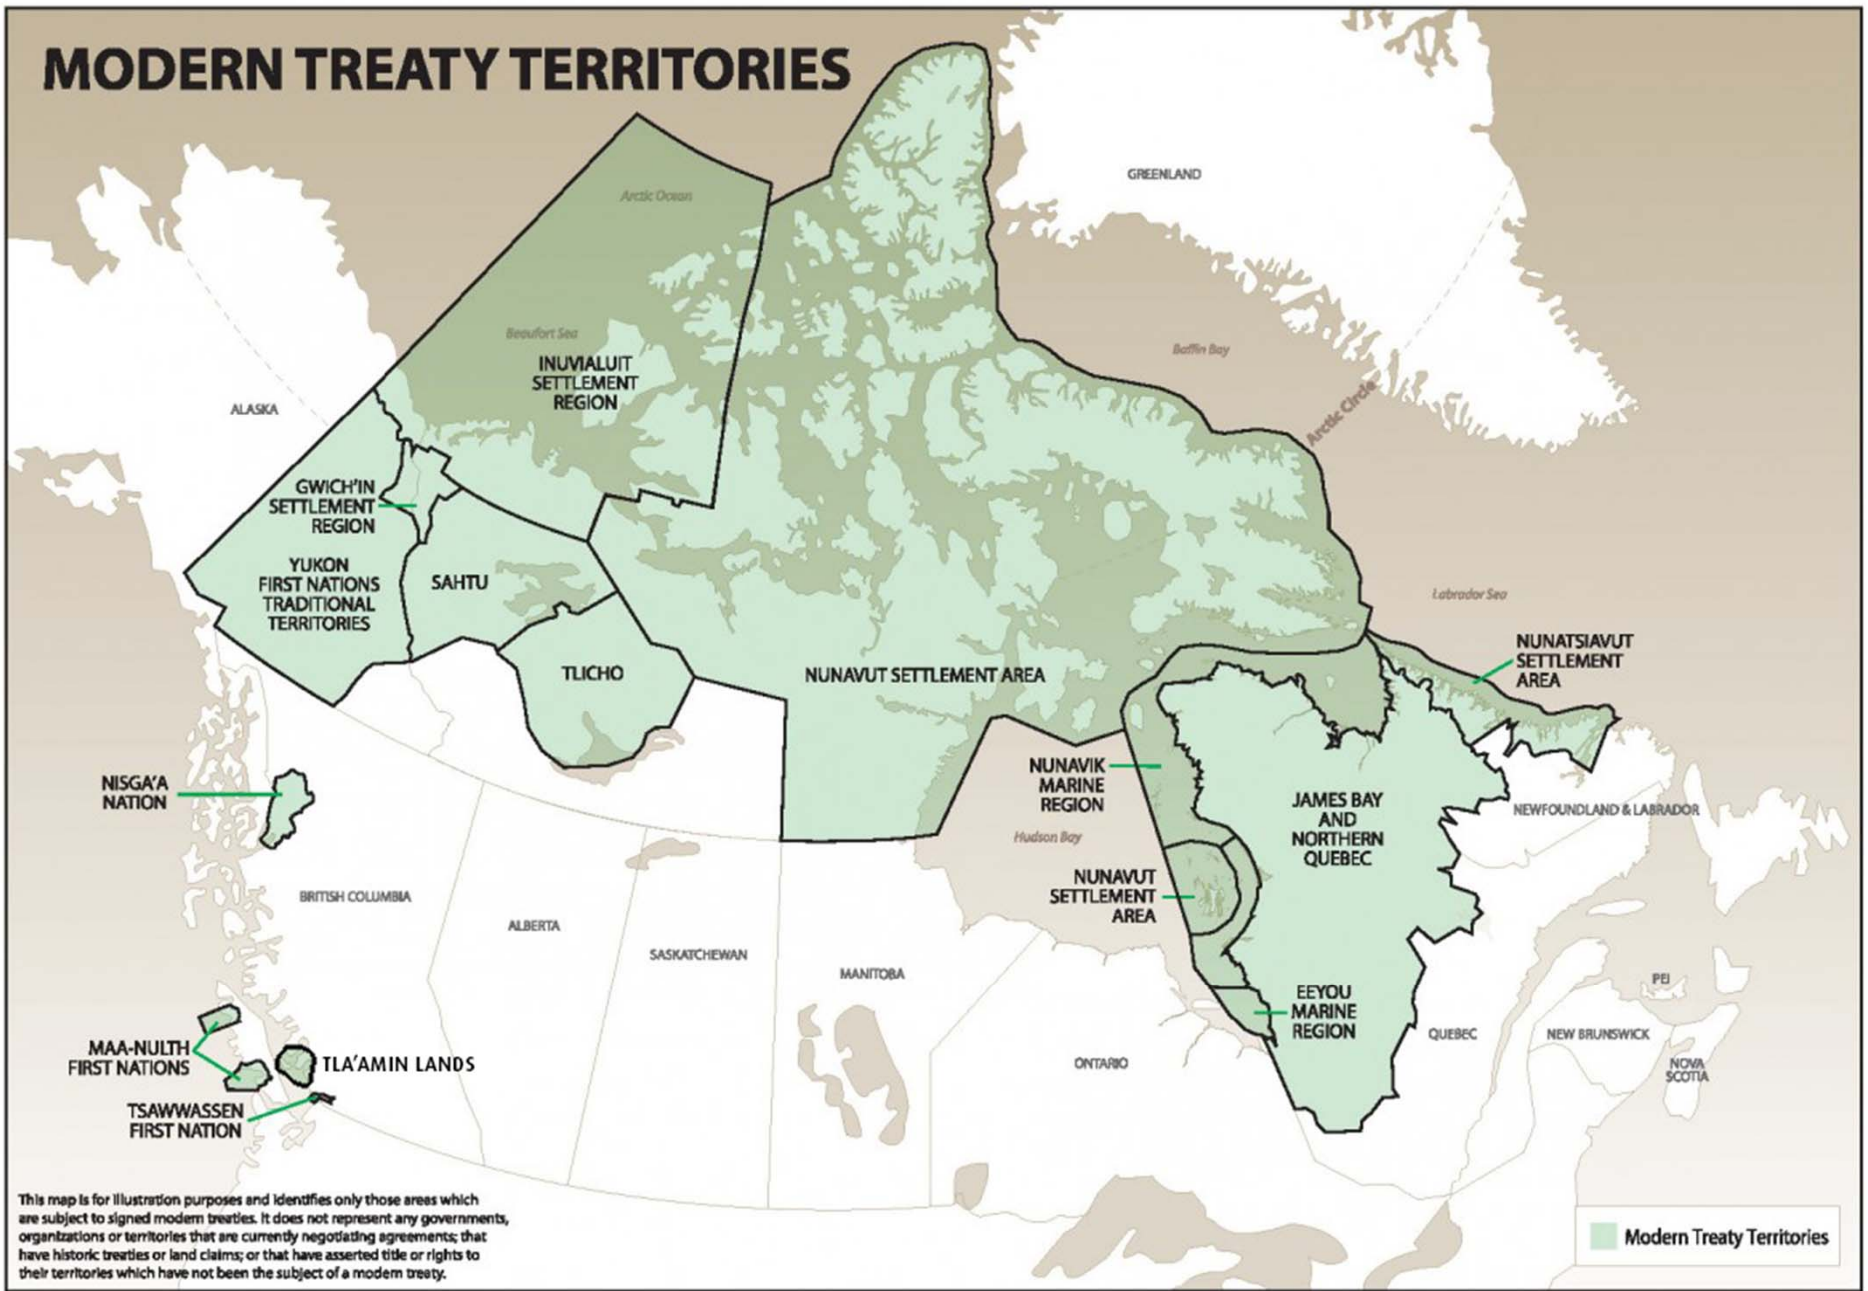 MODERN TREATY TERRITORIES
Arctic Ocean
GREENLAND
Beaufort Sea
Baffin Bay
INUVIALUIT
SETTLEMENT
REGION
ALASKA
Arctic Circle
GWICH'IN
SETTLEMENT
REGION
YUKON
FIRST NATIONS
TRADITIONAL
TERRITORIES
SAHTU
Labrador Sea
TLICHO
NUNAVUT SETTLEMENT AREA
NUNATSIAVUT
SETTLEMENT
AREA
NISGA'A
NATION
NUNAVIK
MARINE
REGION
JAMES BAY
AND
NORTHERN
QUEBEC
NEWFOUNDLAND & LABRADOR
Hudson Bay
NUNAVUT
SETTLEMENT
AREA
BRITISH COLUMBIA
ALBERTA
SASKATCHEWAN
MANITOBA
PEI
EEYOU
MARINE
REGION
QUEBEC
NEW BRUNSWICK
MAA-NULTH
FIRST NATIONS
TLA'AMIN LANDS
ONTARIO
NOVA
SCOTIA
TSAWWASSEN
FIRST NATION
This map is for illustration purposes and identifies only those areas which
are subject to signed modern treaties. It does not represent any governments,
organizations or territories that are currently negotiating agreements; that
have historic treaties or land claims; or that have asserted title or rights to
their territories which have not been the subject of a modern treaty.
Modern Treaty Territories